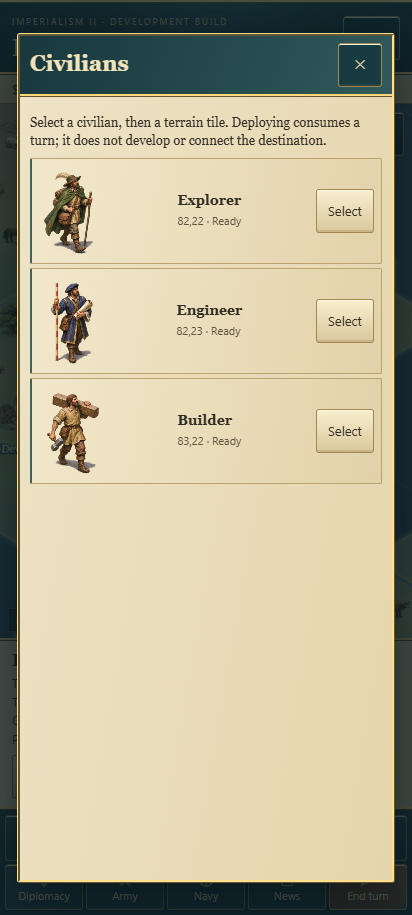 IMPERIALISM II · DEVELOPMENT BUILD
Civilians
×
Select a civilian, then a terrain tile. Deploying consumes a
turn; it does not develop or connect the destination.
Explorer
82,22 · Ready
Select
Engineer
82,23 · Ready
Select
Builder
83,22 · Ready
Select
Diplomacy
Army
Navy
News
End turn